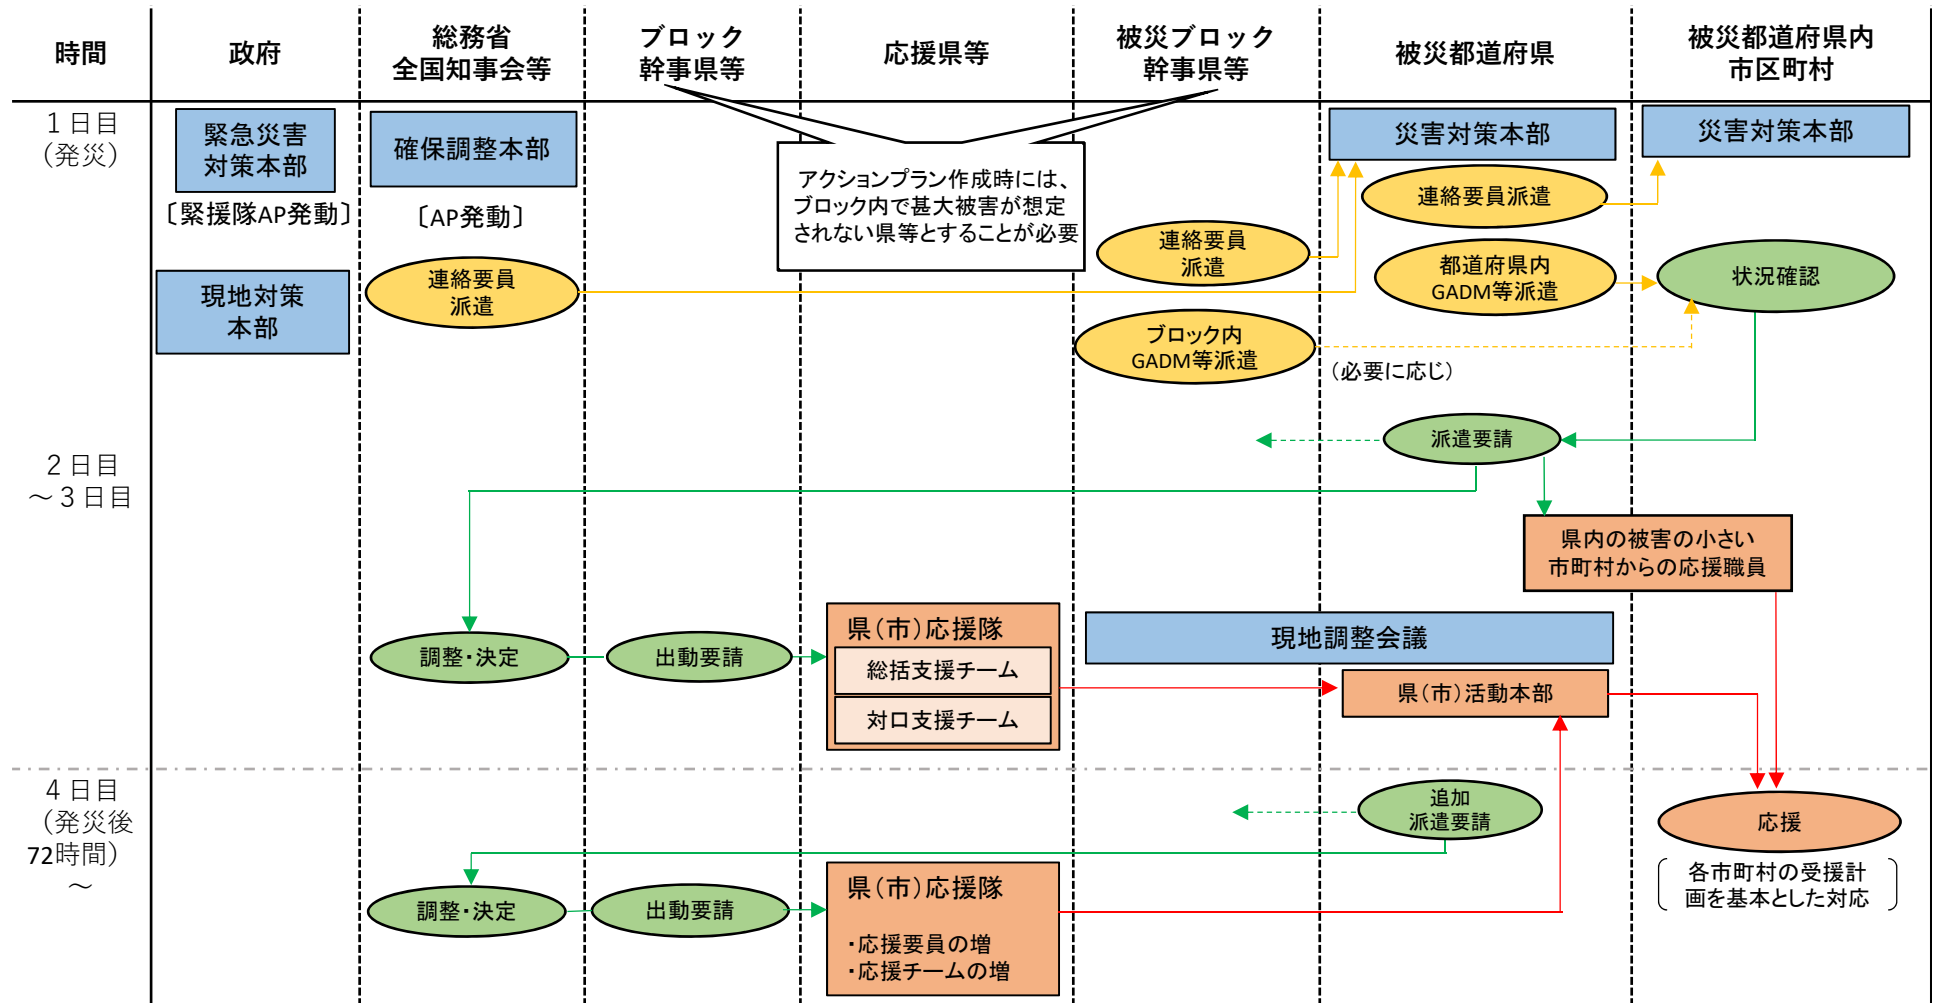 時間
政府
総務省
全国知事会等
ブロック
幹事県等
応援県等
被災ブロック
幹事県等
被災都道府県
被災都道府県内
市区町村
1日目
(発災)
緊急災害
対策本部
〔緊援隊AP発動〕
現地対策
本部
確保調整本部
〔AP発動〕
連絡要員
派遣
アクションプラン作成時には、
ブロック内で甚大被害が想定
されない県等とすることが必要
連絡要員
派遣
ブロック内
GADM等派遣
災害対策本部
連絡要員派遣
都道府県内
GADM等派遣
(必要に応じ)
災害対策本部
状況確認
2日目
～3日目
派遣要請
県内の被害の小さい
市町村からの応援職員
調整・決定
出動要請
県(市)応援隊
総括支援チーム
対口支援チーム
現地調整会議
県(市)活動本部
4日目
(発災後
72時間)
～
追加
派遣要請
応援
各市町村の受援計
画を基本とした対応
調整・決定
出動要請
県(市)応援隊
・応援要員の増
・応援チームの増